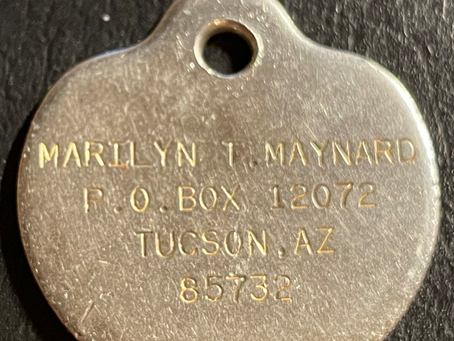 MARILYN T.MAYNARD
P.O.BOX 12072
TUCSON,AZ
85732